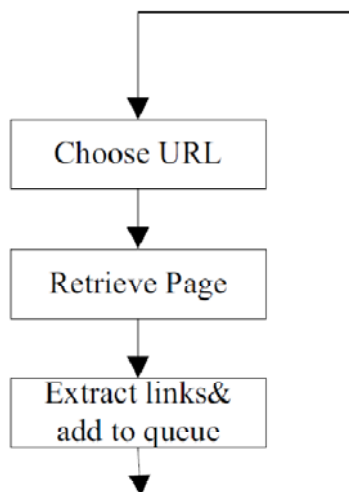 Choose URL
Retrieve Page
Extract links&
add to queue